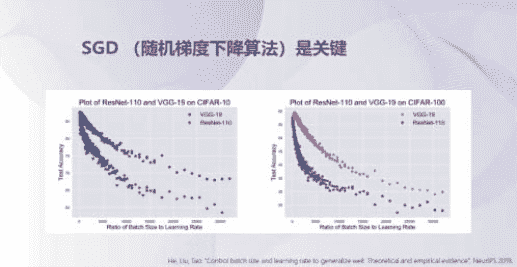 SGD （随机梯度下降算法）是关键
Plot of ResNet-110 and VGG-19 on CIFAR-10
VGG-19
ResNet-110
Test Accuracy
Ratio of Batch Size to Learning Rate
Plot of ResNet-110 and VGG-19 on CIFAR-100
VGG-19
ResNet-110
Test Accuracy
Ratio of Batch Size to Learning Rate
He, Liu, Tao. "Control batch size and learning rate to generalize well: Theoretical and empirical evidence", NeurIPS 2019.